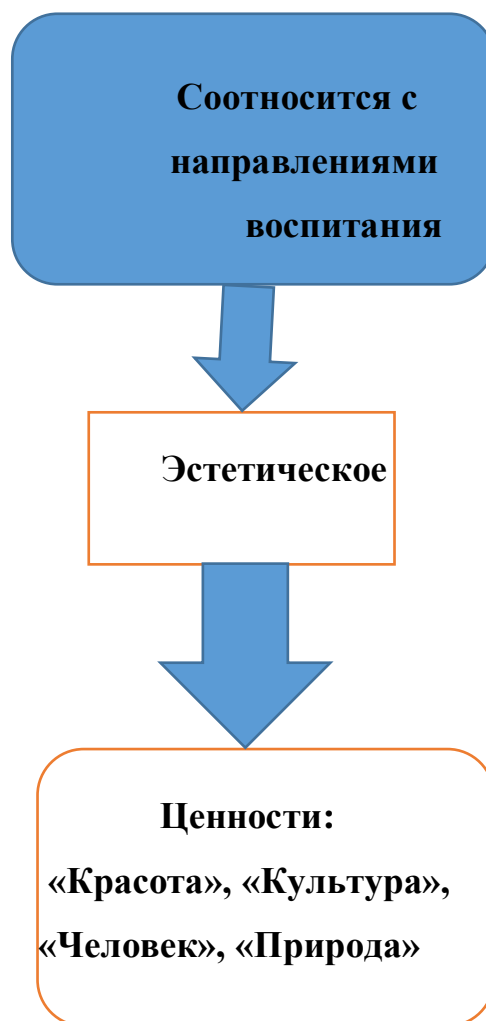 Соотносится с
направлениями
воспитания
Эстетическое
Ценности:
«Красота», «Культура»,
«Человек», «Природа»